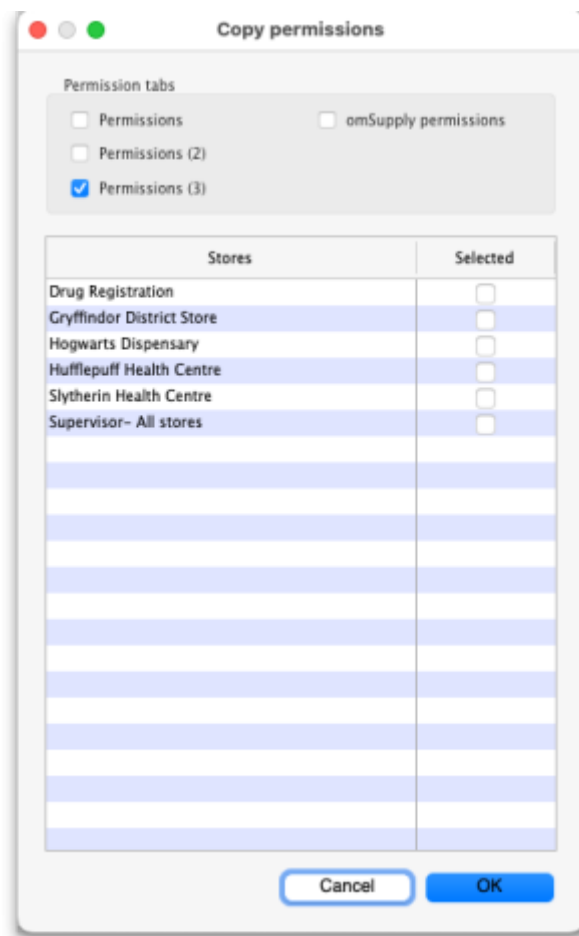 Copy permissions
Permission tabs
Permissions omSupply permissions
Permissions (2)
Permissions (3)
Stores Selected
Drug Registration
Gryffindor District Store
Hogwarts Dispensary
Hufflepuff Health Centre
Slytherin Health Centre
Supervisor- All stores
Cancel OK